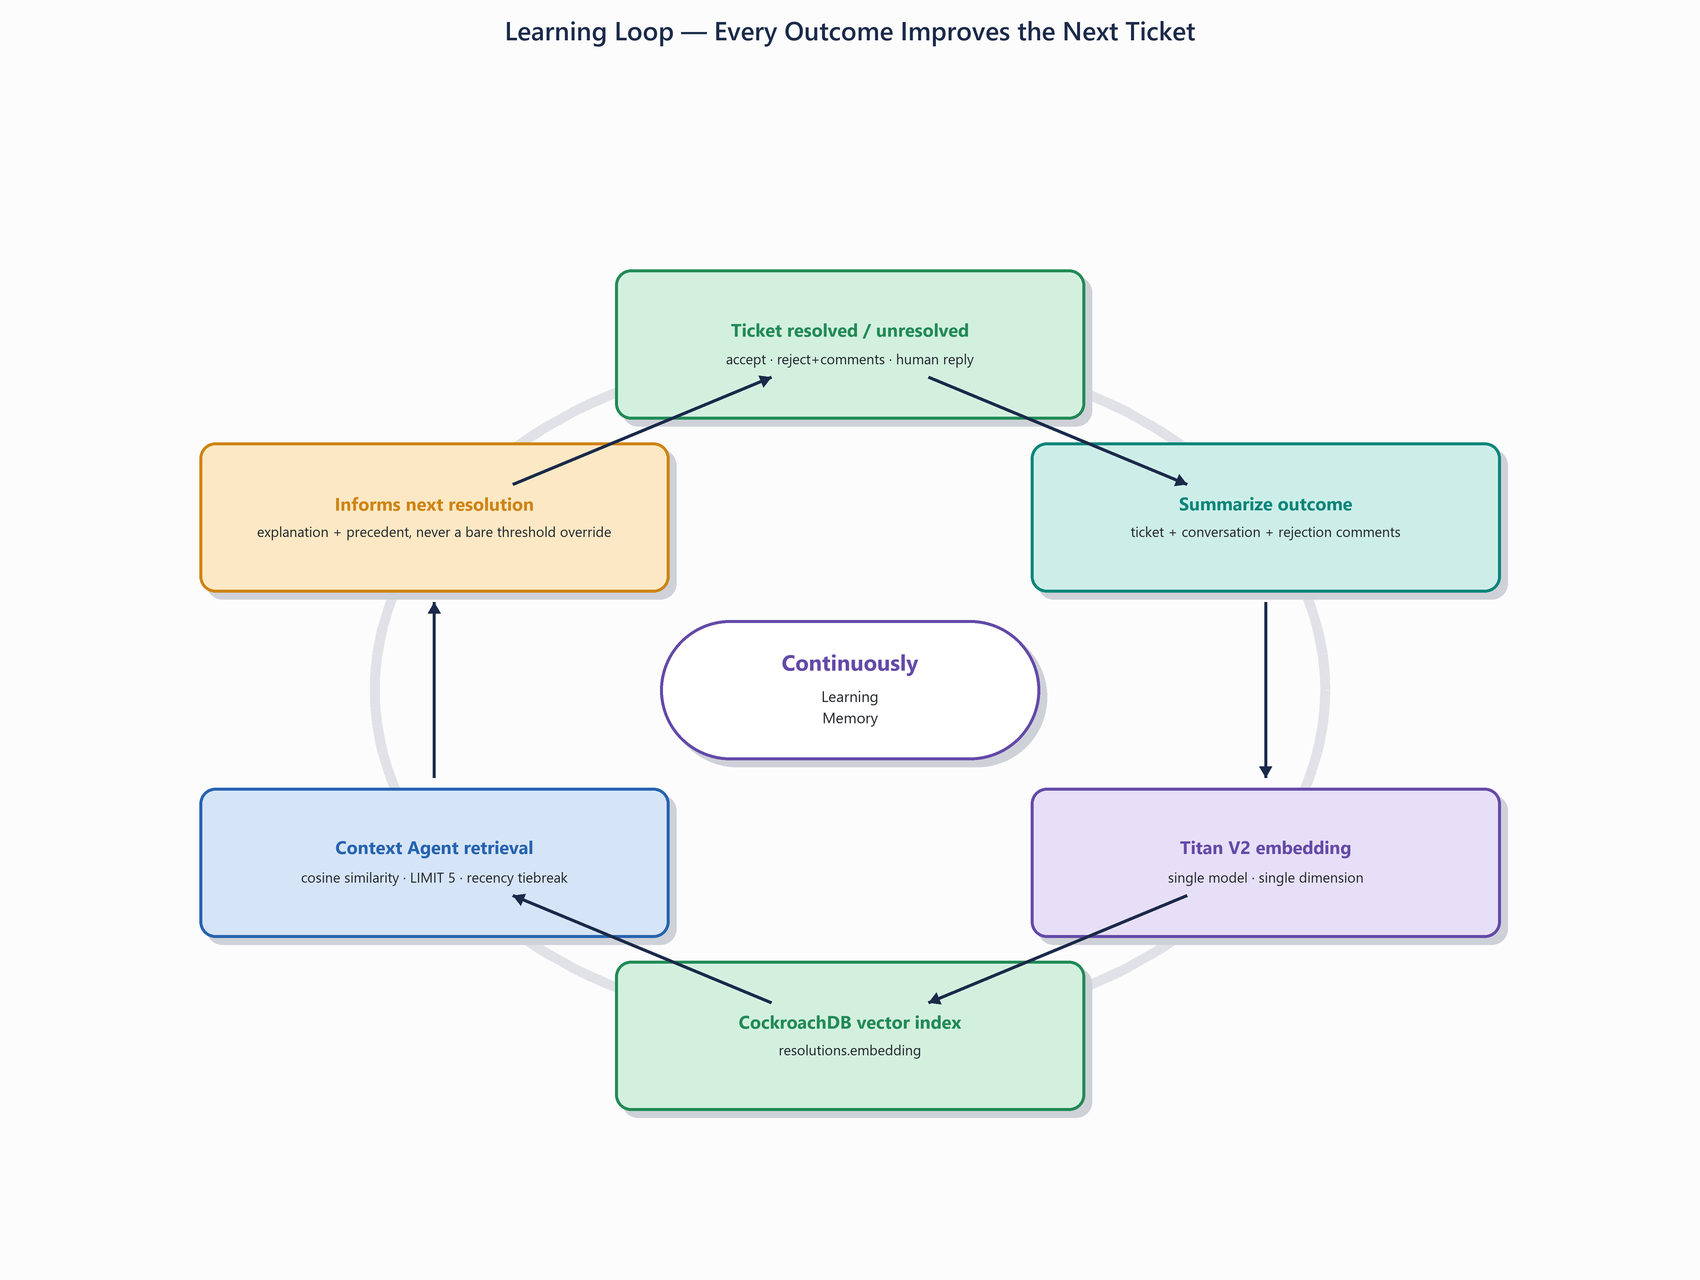 Learning Loop — Every Outcome Improves the Next Ticket
Ticket resolved / unresolved
accept · reject+comments · human reply
Informs next resolution
explanation + precedent, never a bare threshold override
Summarize outcome
ticket + conversation + rejection comments
Continuously
Learning
Memory
Context Agent retrieval
cosine similarity · LIMIT 5 · recency tiebreak
Titan V2 embedding
single model · single dimension
CockroachDB vector index
resolutions.embedding